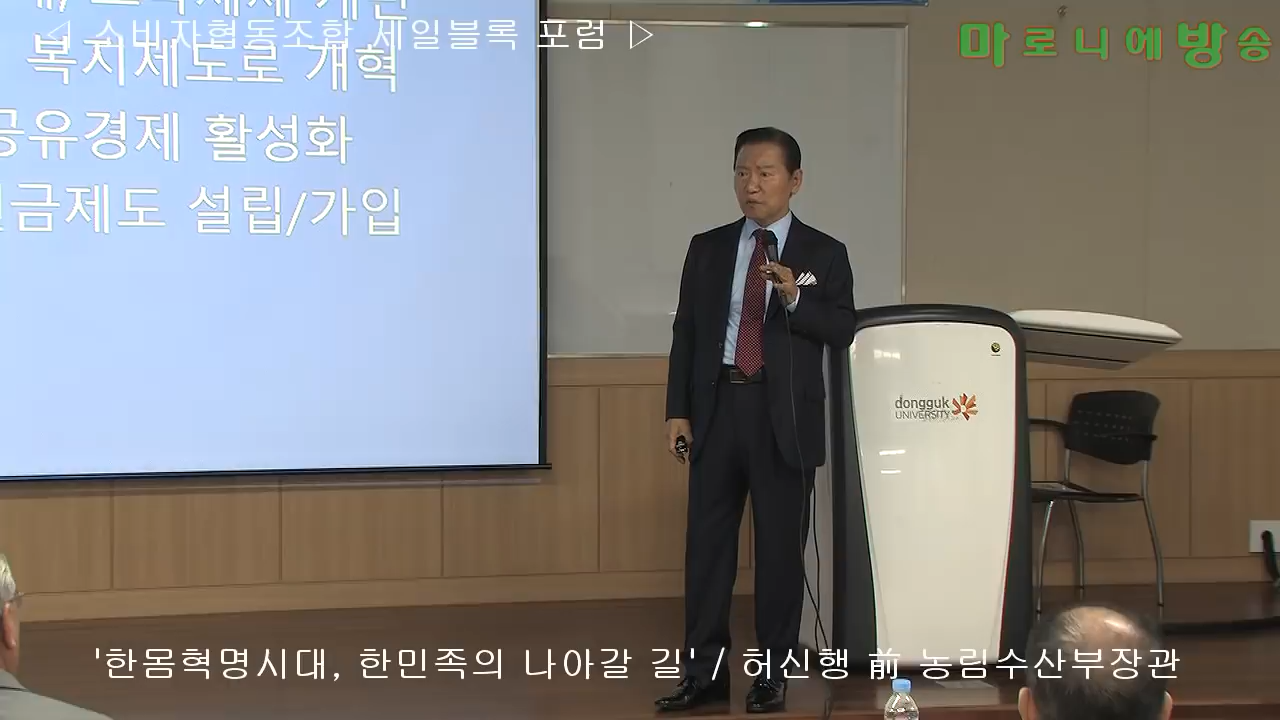 ◁ 소비자협동조합 세일블록 포럼 ▷
마로니에방송
복지제도로 개혁
공유경제 활성화
연금제도 설립/가입
dongguk
UNIVERSITY
'한몸혁명시대, 한민족의 나아갈 길' / 허신행 前 농림수산부장관